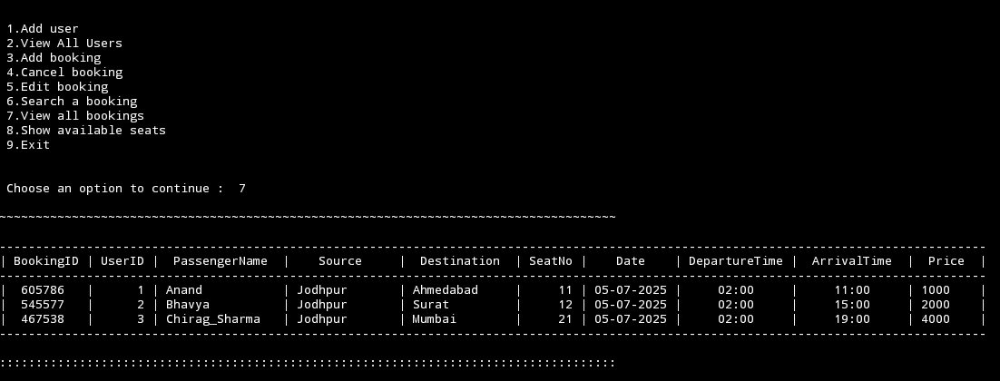 1.Add user
2.View All Users
3.Add booking
4.Cancel booking
5.Edit booking
6.Search a booking
7.View all bookings
8.Show available seats
9.Exit
Choose an option to continue :  7
~~~~~~~~~~~~~~~~~~~~~~~~~~~~~~~~~~~~~~~~~~~~~~~~~~~~~~~~~~~~~~~~~~~~~~~~~~~~~~~~~~~~~
----------------------------------------------------------------------------------------------------------------------------------------
| BookingID | UserID |  PassengerName  |    Source     |  Destination  | SeatNo |    Date    | DepartureTime |  ArrivalTime  |  Price  |
----------------------------------------------------------------------------------------------------------------------------------------
|  605786   |      1 | Anand           | Jodhpur       | Ahmedabad     |     11 | 05-07-2025 |     02:00     |     11:00     | 1000    |
|  545577   |      2 | Bhavya          | Jodhpur       | Surat         |     12 | 05-07-2025 |     02:00     |     15:00     | 2000    |
|  467538   |      3 | Chirag_Sharma   | Jodhpur       | Mumbai        |     21 | 05-07-2025 |     02:00     |     19:00     | 4000    |
----------------------------------------------------------------------------------------------------------------------------------------
:::::::::::::::::::::::::::::::::::::::::::::::::::::::::::::::::::::::::::::::::::::